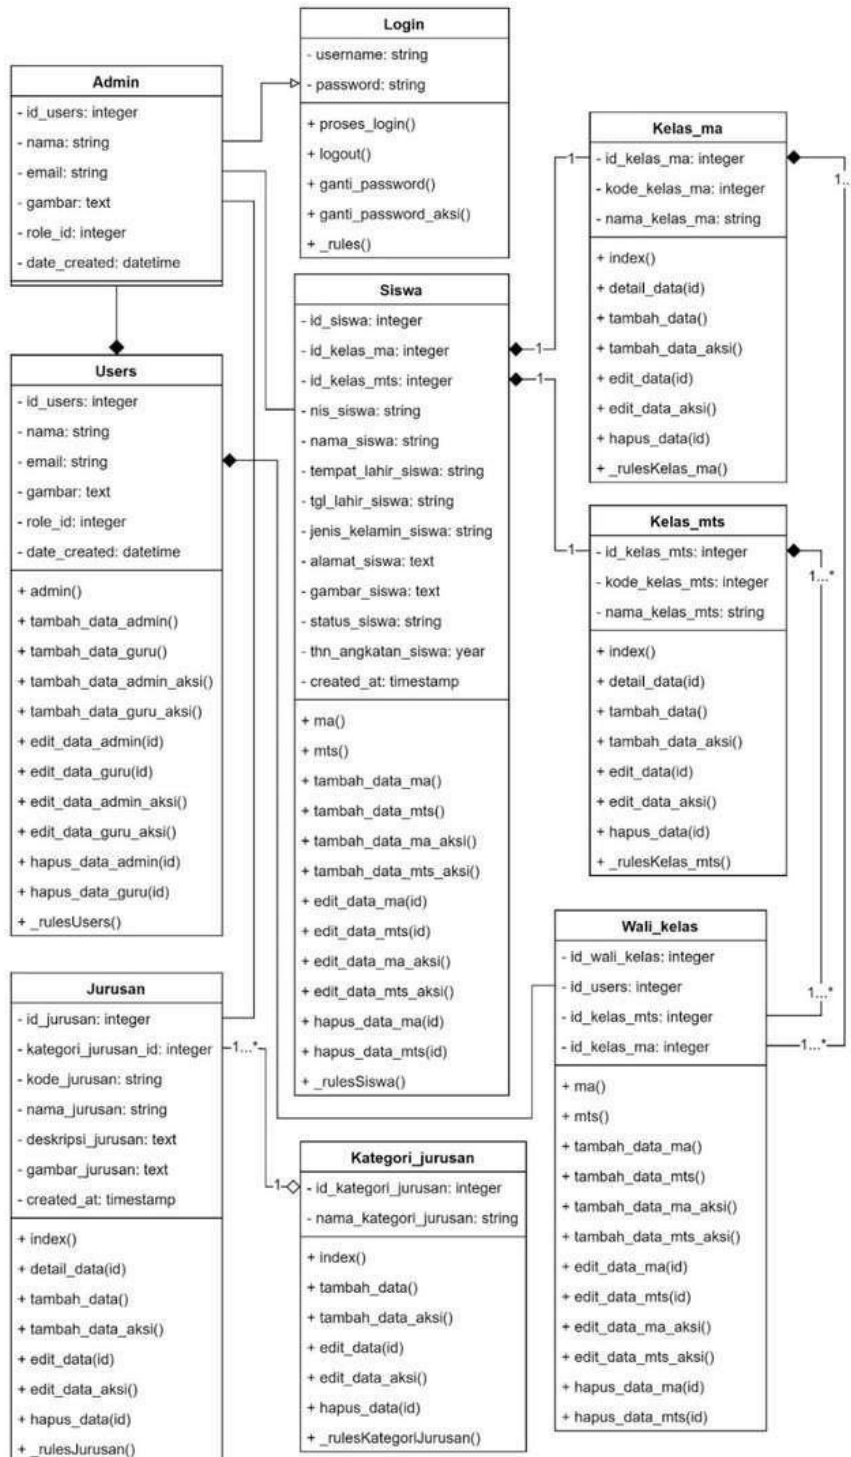 Login
- username: string
- password: string
+ proses_login()
+ logout()
+ ganti_password()
+ ganti_password_aksi()
+ _rules()
Admin
- id_users: integer
- nama: string
- email: string
- gambar: text
- role_id: integer
- date_created: datetime
Kelas_ma
- id_kelas_ma: integer
- kode_kelas_ma: integer
- nama_kelas_ma: string
+ index()
+ detail_data(id)
+ tambah_data()
+ tambah_data_aksi()
+ edit_data(id)
+ edit_data_aksi()
+ hapus_data(id)
+ _rulesKelas_ma()
1
1..
Siswa
- id_siswa: integer
- id_kelas_ma: integer
- id_kelas_mts: integer
- nis_siswa: string
- nama_siswa: string
- tempat_lahir_siswa: string
- tgl_lahir_siswa: string
- jenis_kelamin_siswa: string
- alamat_siswa: text
- gambar_siswa: text
- status_siswa: string
- thn_angkatan_siswa: year
- created_at: timestamp
+ ma()
+ mts()
+ tambah_data_ma()
+ tambah_data_mts()
+ tambah_data_ma_aksi()
+ tambah_data_mts_aksi()
+ edit_data_ma(id)
+ edit_data_mts(id)
+ edit_data_ma_aksi()
+ edit_data_mts_aksi()
+ hapus_data_ma(id)
+ hapus_data_mts(id)
+ _rulesSiswa()
1
1
Users
- id_users: integer
- nama: string
- email: string
- gambar: text
- role_id: integer
- date_created: datetime
+ admin()
+ tambah_data_admin()
+ tambah_data_guru()
+ tambah_data_admin_aksi()
+ tambah_data_guru_aksi()
+ edit_data_admin(id)
+ edit_data_guru(id)
+ edit_data_admin_aksi()
+ edit_data_guru_aksi()
+ hapus_data_admin(id)
+ hapus_data_guru(id)
+ _rulesUsers()
Kelas_mts
- id_kelas_mts: integer
- kode_kelas_mts: integer
- nama_kelas_mts: string
+ index()
+ detail_data(id)
+ tambah_data()
+ tambah_data_aksi()
+ edit_data(id)
+ edit_data_aksi()
+ hapus_data(id)
+ _rulesKelas_mts()
1
1...*
Wali_kelas
- id_wali_kelas: integer
- id_users: integer
- id_kelas_mts: integer
- id_kelas_ma: integer
+ ma()
+ mts()
+ tambah_data_ma()
+ tambah_data_mts()
+ tambah_data_ma_aksi()
+ tambah_data_mts_aksi()
+ edit_data_ma(id)
+ edit_data_mts(id)
+ edit_data_ma_aksi()
+ edit_data_mts_aksi()
+ hapus_data_ma(id)
+ hapus_data_mts(id)
1...*
1...*
Jurusan
- id_jurusan: integer
- kategori_jurusan_id: integer
- kode_jurusan: string
- nama_jurusan: string
- deskripsi_jurusan: text
- gambar_jurusan: text
- created_at: timestamp
+ index()
+ detail_data(id)
+ tambah_data()
+ tambah_data_aksi()
+ edit_data(id)
+ edit_data_aksi()
+ hapus_data(id)
+ _rulesJurusan()
1...*
1
Kategori_jurusan
- id_kategori_jurusan: integer
- nama_kategori_jurusan: string
+ index()
+ tambah_data()
+ tambah_data_aksi()
+ edit_data(id)
+ edit_data_aksi()
+ hapus_data(id)
+ _rulesKategoriJurusan()